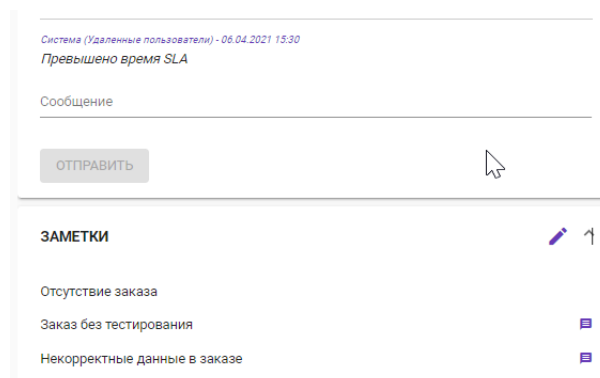 Система (Удаленные пользователи) - 06.04.2021 15:30
Превышено время SLA
Сообщение
ОТПРАВИТЬ
ЗАМЕТКИ
Отсутствие заказа
Заказ без тестирования
Некорректные данные в заказе